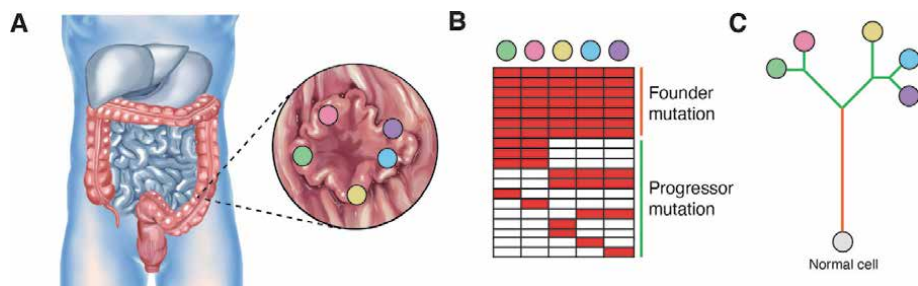 A
B
C
Founder
mutation
Progressor
mutation
Normal cell